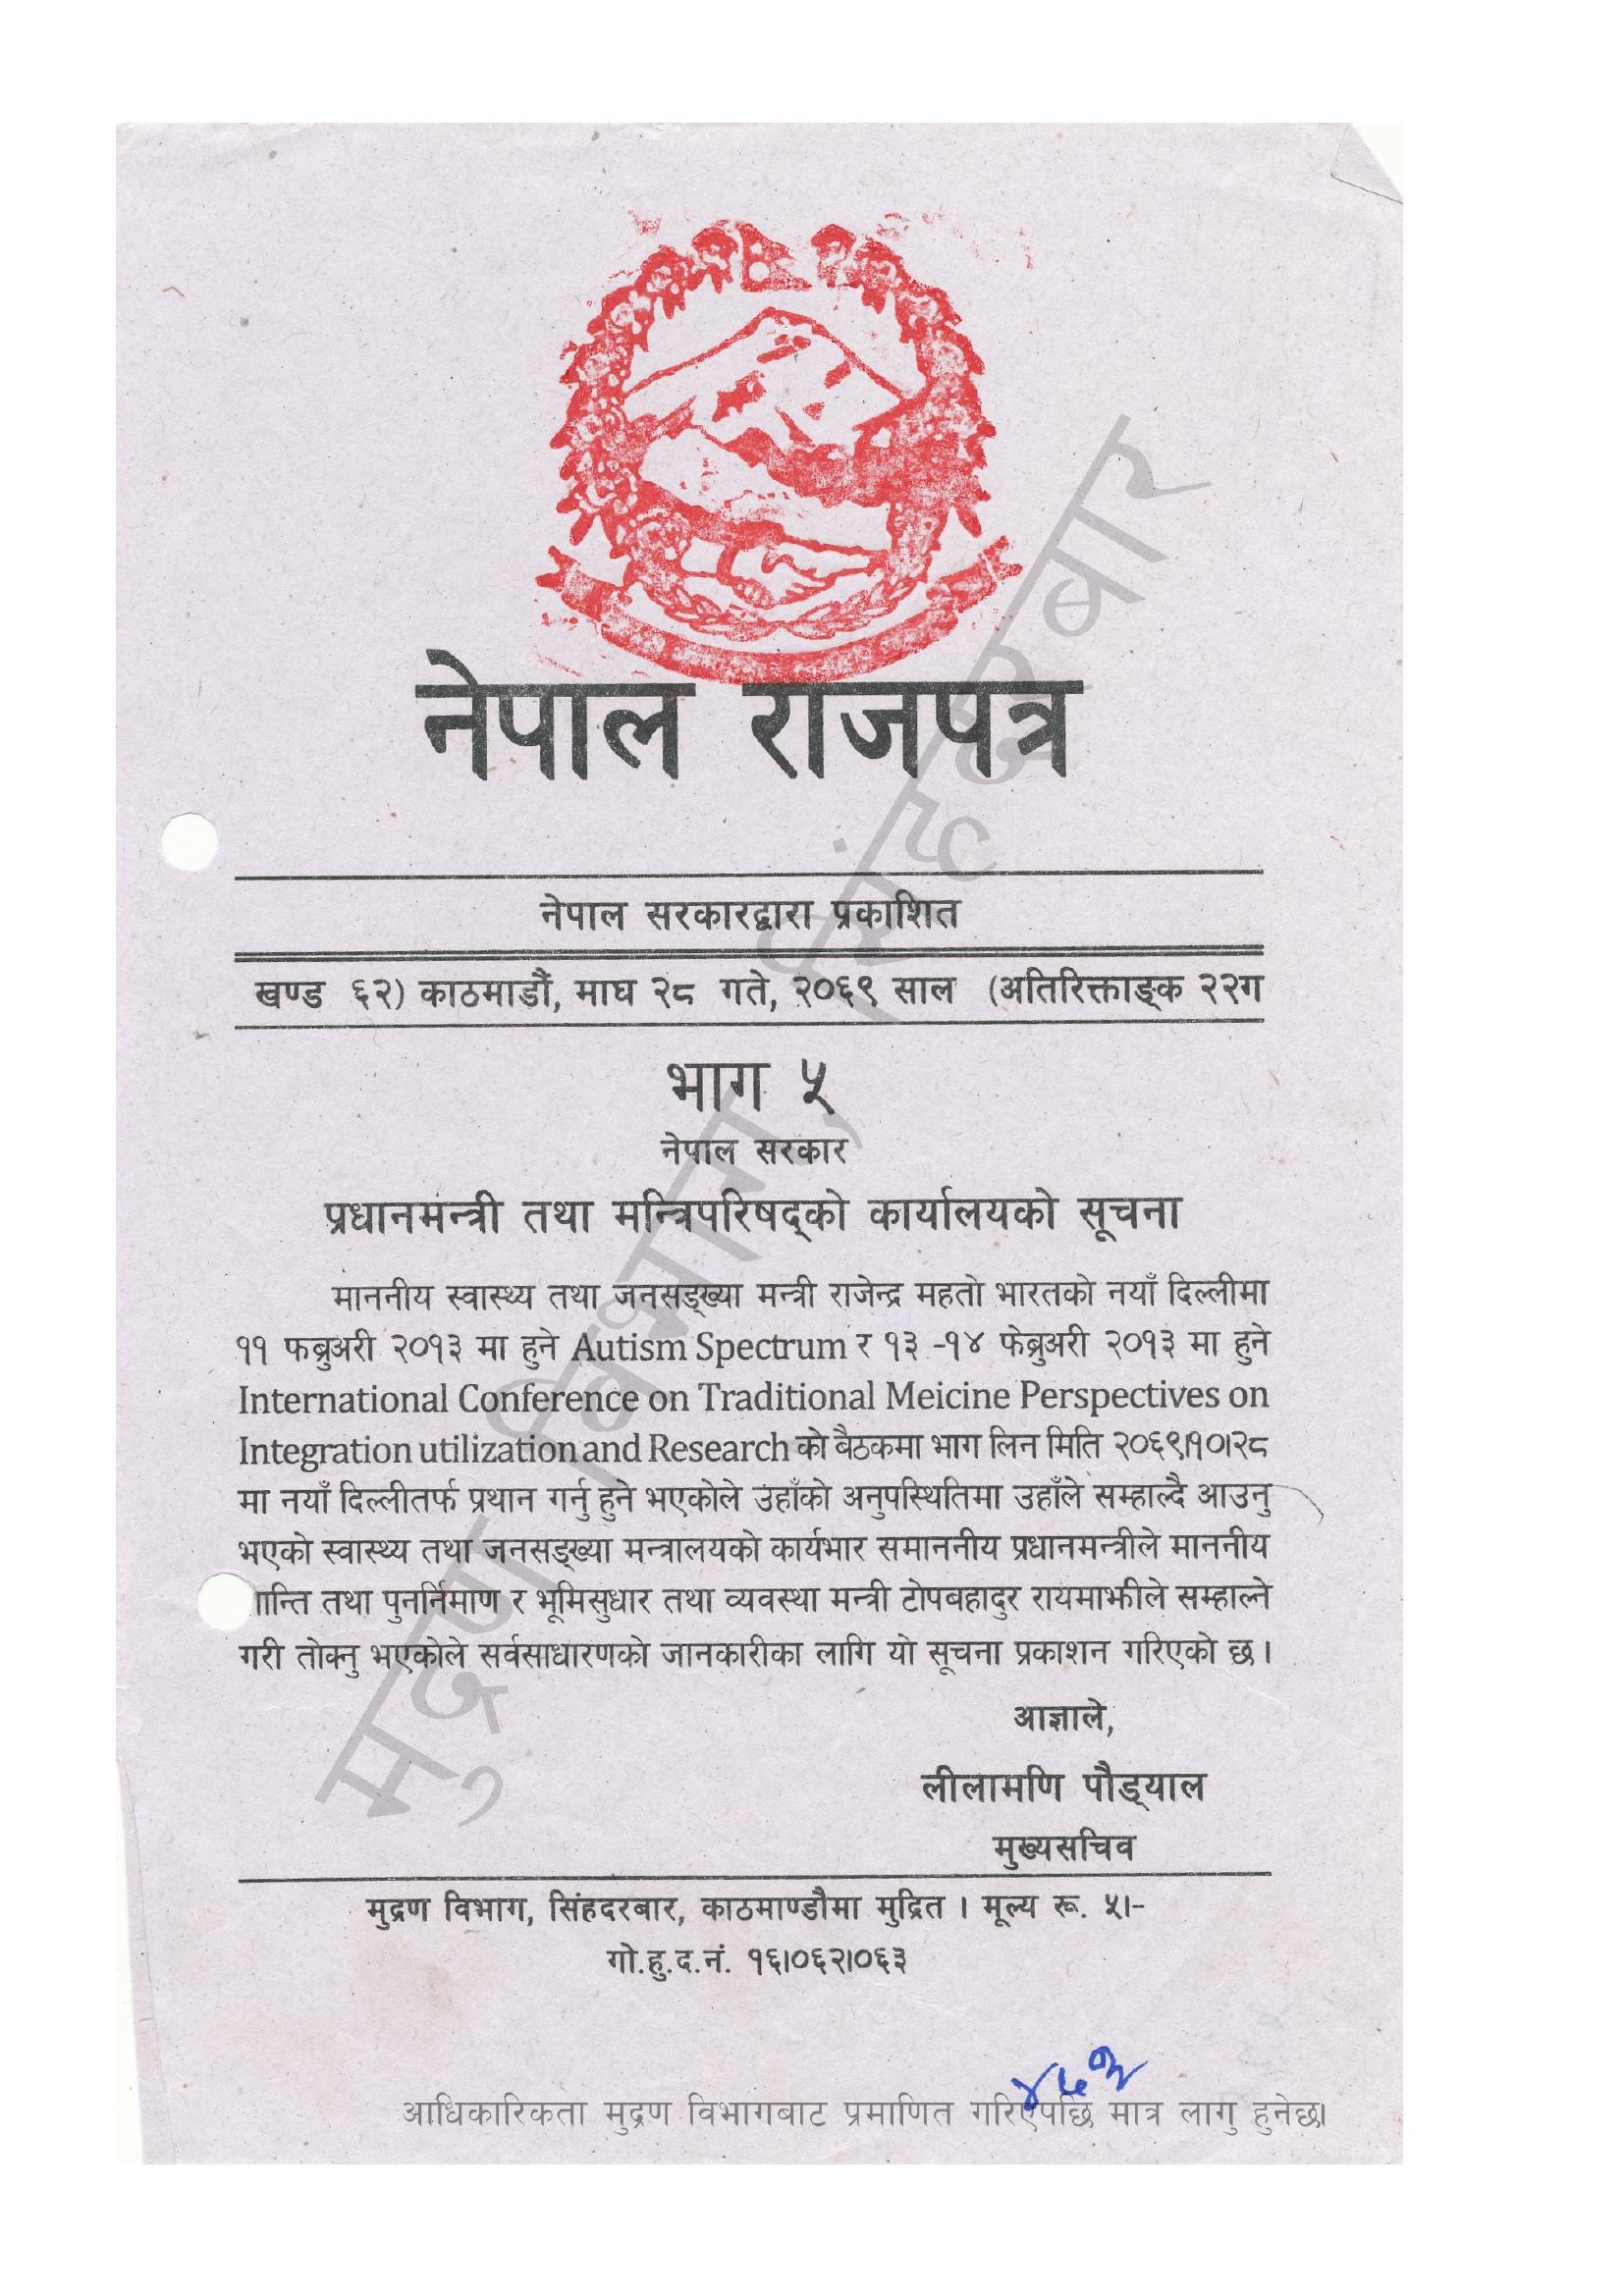 नेपाल राजपत्र
नेपाल सरकारद्वारा प्रकाशित
खण्ड ६२) काठमाडौं, माघ २८ गते, २०६९ साल (अतिरिक्ताङ्क २२ग
भाग ५
नेपाल सरकार
प्रधानमन्त्री तथा मन्त्रिपरिषद्को कार्यालयको सूचना
माननीय स्वास्थ्य तथा जनसङ्ख्या मन्त्री राजेन्द्र महतो भारतको नयाँ दिल्लीमा
११ फब्रुअरी २०१३ मा हुने Autism Spectrum र १३ -१४ फेब्रुअरी २०१३ मा हुने
International Conference on Traditional Meicine Perspectives on
Integration utilization and Research को बैठकमा भाग लिन मिति २०६९।१०।२८
मा नयाँ दिल्लीतर्फ प्रथान गर्नु हुने भएकोले उहाँको अनुपस्थितिमा उहाँले सम्हाल्दै आउनु
भएको स्वास्थ्य तथा जनसङ्ख्या मन्त्रालयको कार्यभार समाननीय प्रधानमन्त्रीले माननीय
ान्ति तथा पुनर्निमाण र भूमिसुधार तथा व्यवस्था मन्त्री टोपबहादुर रायमाझीले सम्हाल्ने
गरी तोक्नु भएकोले सर्वसाधारणको जानकारीका लागि यो सूचना प्रकाशन गरिएको छ ।
आज्ञाले,
लीलामणि पौड्याल
मुख्यसचिव
मुद्रण विभाग, सिंहदरबार, काठमाण्डौमा मुद्रित । मूल्य रू. ५।-
गो.हु.द.नं. १६।०६२।०६३
आधिकारिकता मुद्रण विभागबाट प्रमाणित गरिएपछि मात्र लागु हुनेछ।
मुद्रण विभाग, सिंहदरबार